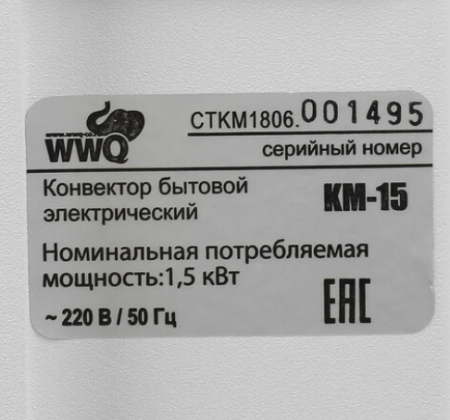 WWQ
CTKM1806.001495
серийный номер
Конвектор бытовой
электрический
КМ-15
Номинальная потребляемая
мощность:1,5 кВт
~ 220 В / 50 Гц
EAC